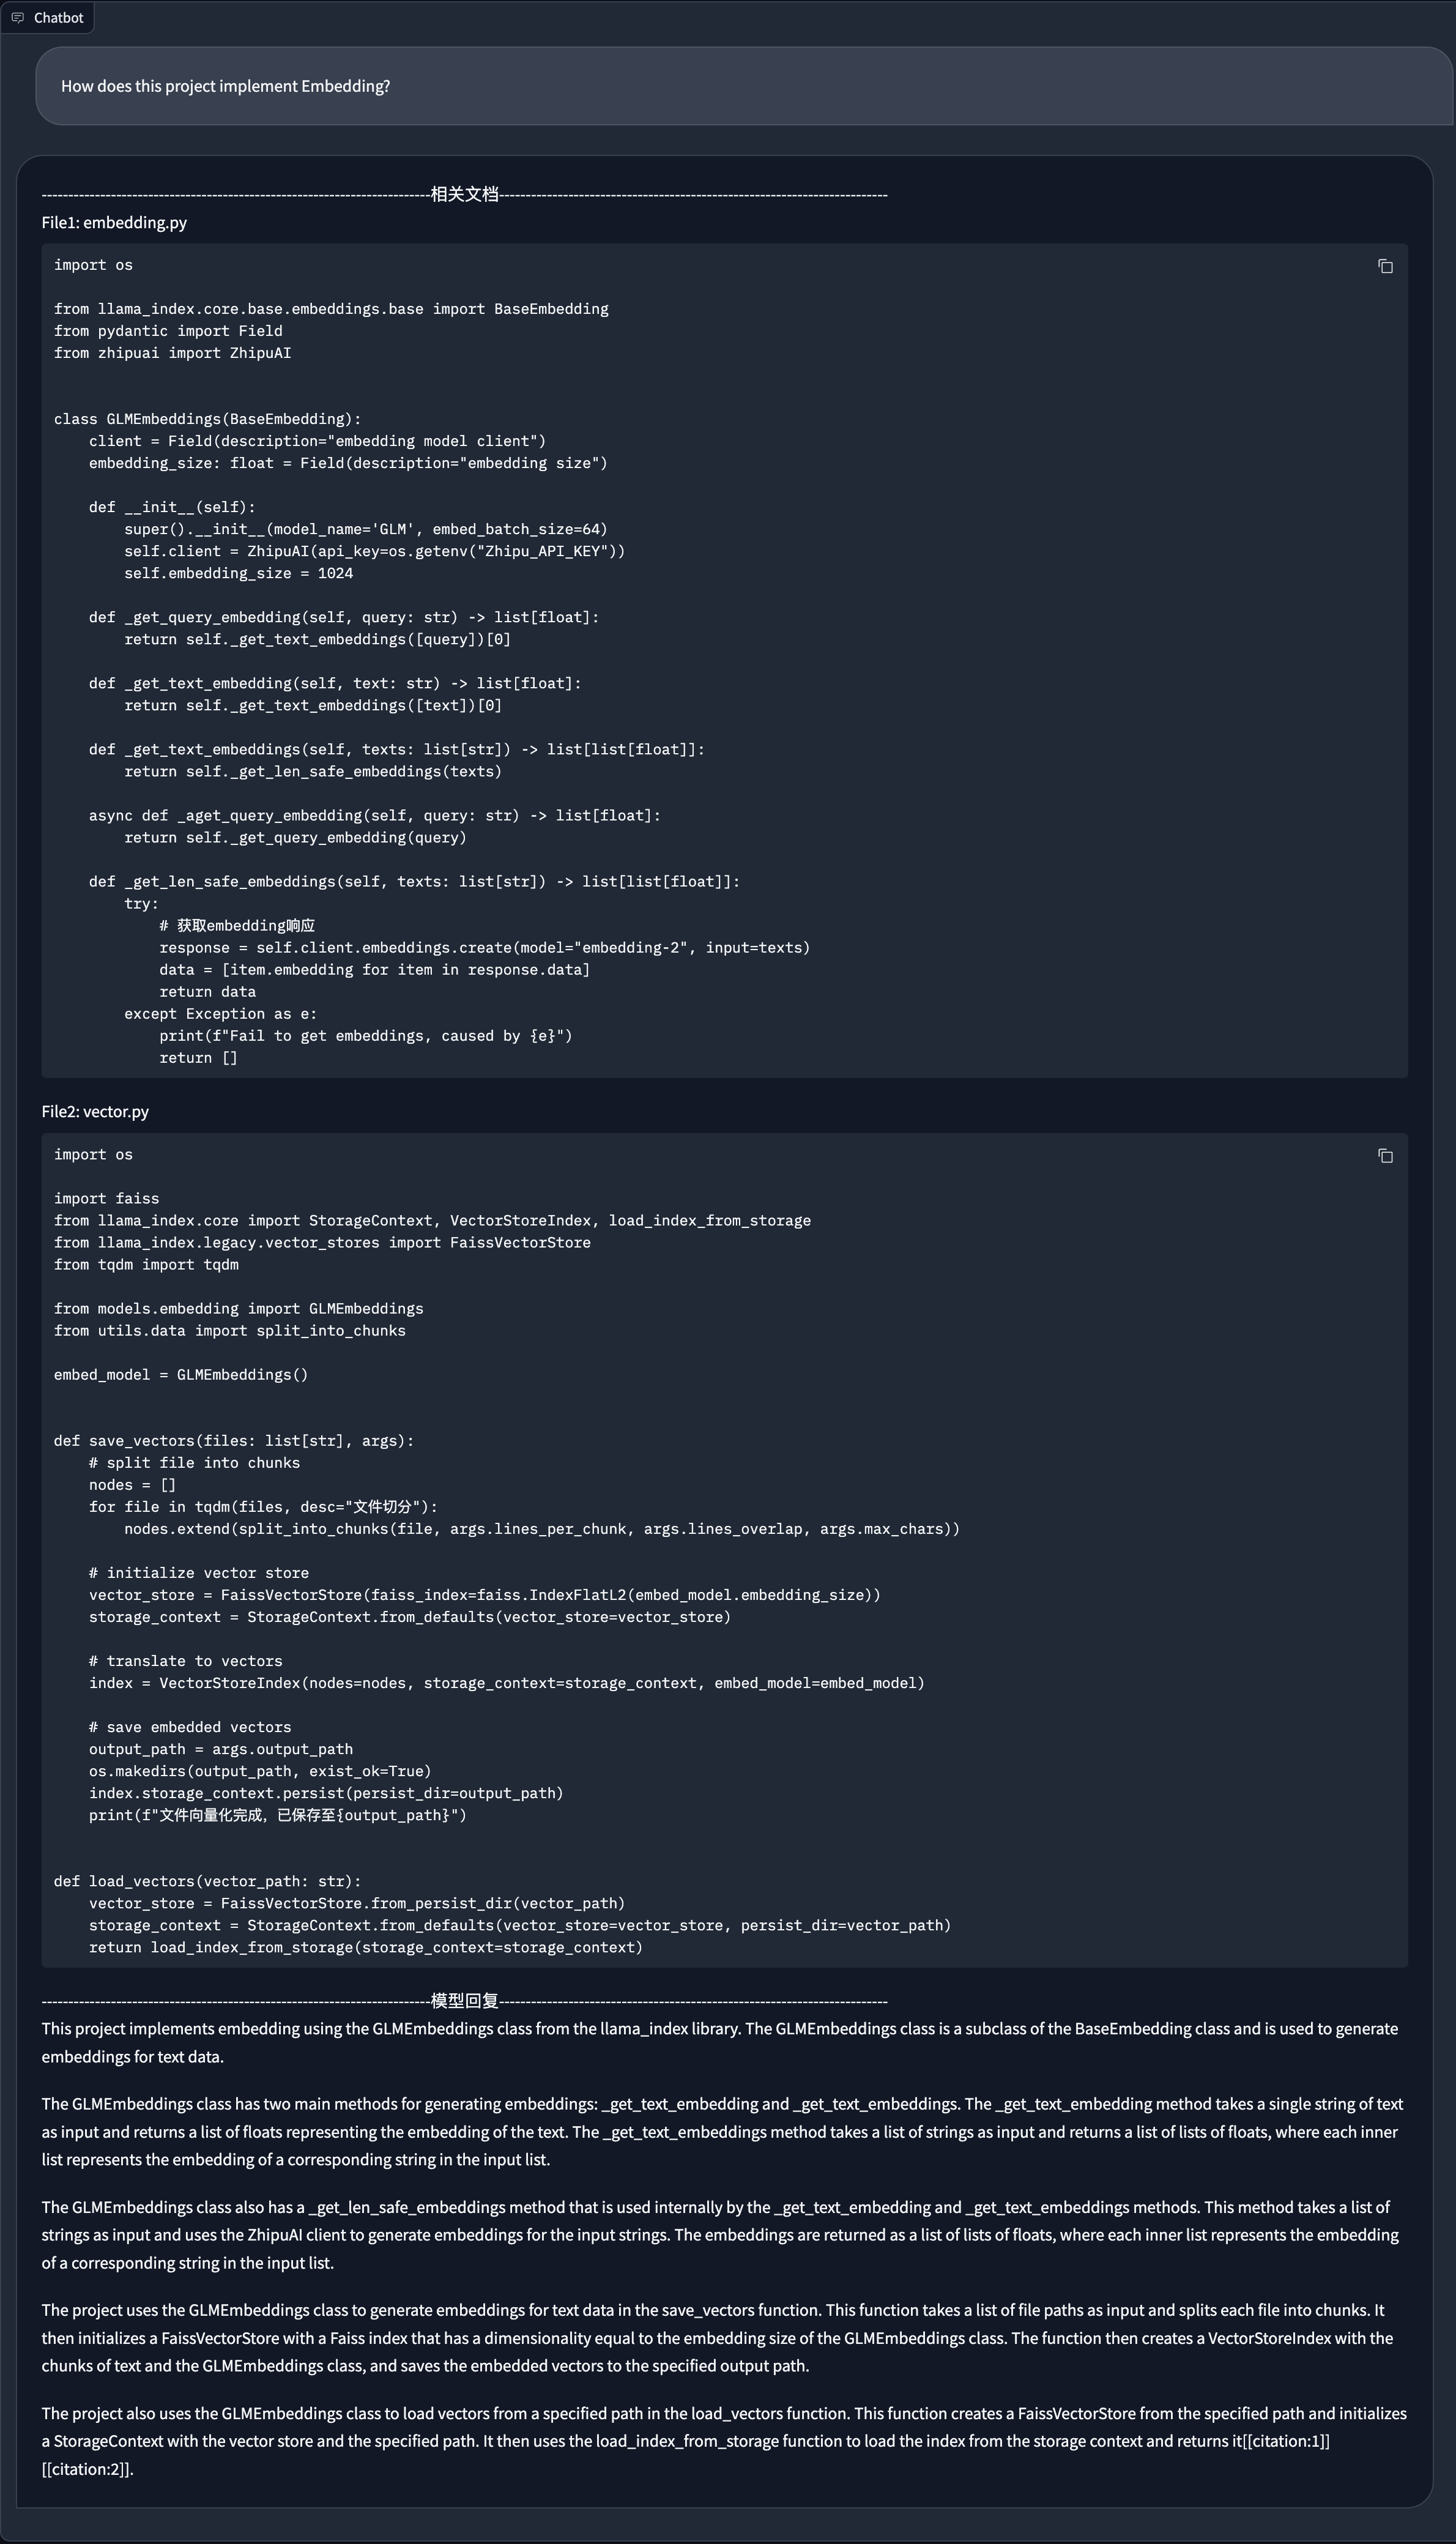 Chatbot
How does this project implement Embedding?
-------------------------------------------------------------------------相关文档-------------------------------------------------------------------------
File1: embedding.py
import os

from llama_index.core.base.embeddings.base import BaseEmbedding
from pydantic import Field
from zhipuai import ZhipuAI


class GLMEmbeddings(BaseEmbedding):
    client = Field(description="embedding model client")
    embedding_size: float = Field(description="embedding size")

    def __init__(self):
        super().__init__(model_name='GLM', embed_batch_size=64)
        self.client = ZhipuAI(api_key=os.getenv("Zhipu_API_KEY"))
        self.embedding_size = 1024

    def _get_query_embedding(self, query: str) -> list[float]:
        return self._get_text_embeddings([query])[0]

    def _get_text_embedding(self, text: str) -> list[float]:
        return self._get_text_embeddings([text])[0]

    def _get_text_embeddings(self, texts: list[str]) -> list[list[float]]:
        return self._get_len_safe_embeddings(texts)

    async def _aget_query_embedding(self, query: str) -> list[float]:
        return self._get_query_embedding(query)

    def _get_len_safe_embeddings(self, texts: list[str]) -> list[list[float]]:
        try:
            # 获取embedding响应
            response = self.client.embeddings.create(model="embedding-2", input=texts)
            data = [item.embedding for item in response.data]
            return data
        except Exception as e:
            print(f"Fail to get embeddings, caused by {e}")
            return []
File2: vector.py
import os

import faiss
from llama_index.core import StorageContext, VectorStoreIndex, load_index_from_storage
from llama_index.legacy.vector_stores import FaissVectorStore
from tqdm import tqdm

from models.embedding import GLMEmbeddings
from utils.data import split_into_chunks

embed_model = GLMEmbeddings()


def save_vectors(files: list[str], args):
    # split file into chunks
    nodes = []
    for file in tqdm(files, desc="文件切分"):
        nodes.extend(split_into_chunks(file, args.lines_per_chunk, args.lines_overlap, args.max_chars))

    # initialize vector store
    vector_store = FaissVectorStore(faiss_index=faiss.IndexFlatL2(embed_model.embedding_size))
    storage_context = StorageContext.from_defaults(vector_store=vector_store)

    # translate to vectors
    index = VectorStoreIndex(nodes=nodes, storage_context=storage_context, embed_model=embed_model)

    # save embedded vectors
    output_path = args.output_path
    os.makedirs(output_path, exist_ok=True)
    index.storage_context.persist(persist_dir=output_path)
    print(f"文件向量化完成，已保存至{output_path}")


def load_vectors(vector_path: str):
    vector_store = FaissVectorStore.from_persist_dir(vector_path)
    storage_context = StorageContext.from_defaults(vector_store=vector_store, persist_dir=vector_path)
    return load_index_from_storage(storage_context=storage_context)
-------------------------------------------------------------------------模型回复-------------------------------------------------------------------------
This project implements embedding using the GLMEmbeddings class from the llama_index library. The GLMEmbeddings class is a subclass of the BaseEmbedding class and is used to generate
embeddings for text data.
The GLMEmbeddings class has two main methods for generating embeddings: _get_text_embedding and _get_text_embeddings. The _get_text_embedding method takes a single string of text
as input and returns a list of floats representing the embedding of the text. The _get_text_embeddings method takes a list of strings as input and returns a list of lists of floats, where each inner
list represents the embedding of a corresponding string in the input list.
The GLMEmbeddings class also has a _get_len_safe_embeddings method that is used internally by the _get_text_embedding and _get_text_embeddings methods. This method takes a list of
strings as input and uses the ZhipuAI client to generate embeddings for the input strings. The embeddings are returned as a list of lists of floats, where each inner list represents the embedding
of a corresponding string in the input list.
The project uses the GLMEmbeddings class to generate embeddings for text data in the save_vectors function. This function takes a list of file paths as input and splits each file into chunks. It
then initializes a FaissVectorStore with a Faiss index that has a dimensionality equal to the embedding size of the GLMEmbeddings class. The function then creates a VectorStoreIndex with the
chunks of text and the GLMEmbeddings class, and saves the embedded vectors to the specified output path.
The project also uses the GLMEmbeddings class to load vectors from a specified path in the load_vectors function. This function creates a FaissVectorStore from the specified path and initializes
a StorageContext with the vector store and the specified path. It then uses the load_index_from_storage function to load the index from the storage context and returns it[[citation:1]]
[[citation:2]].